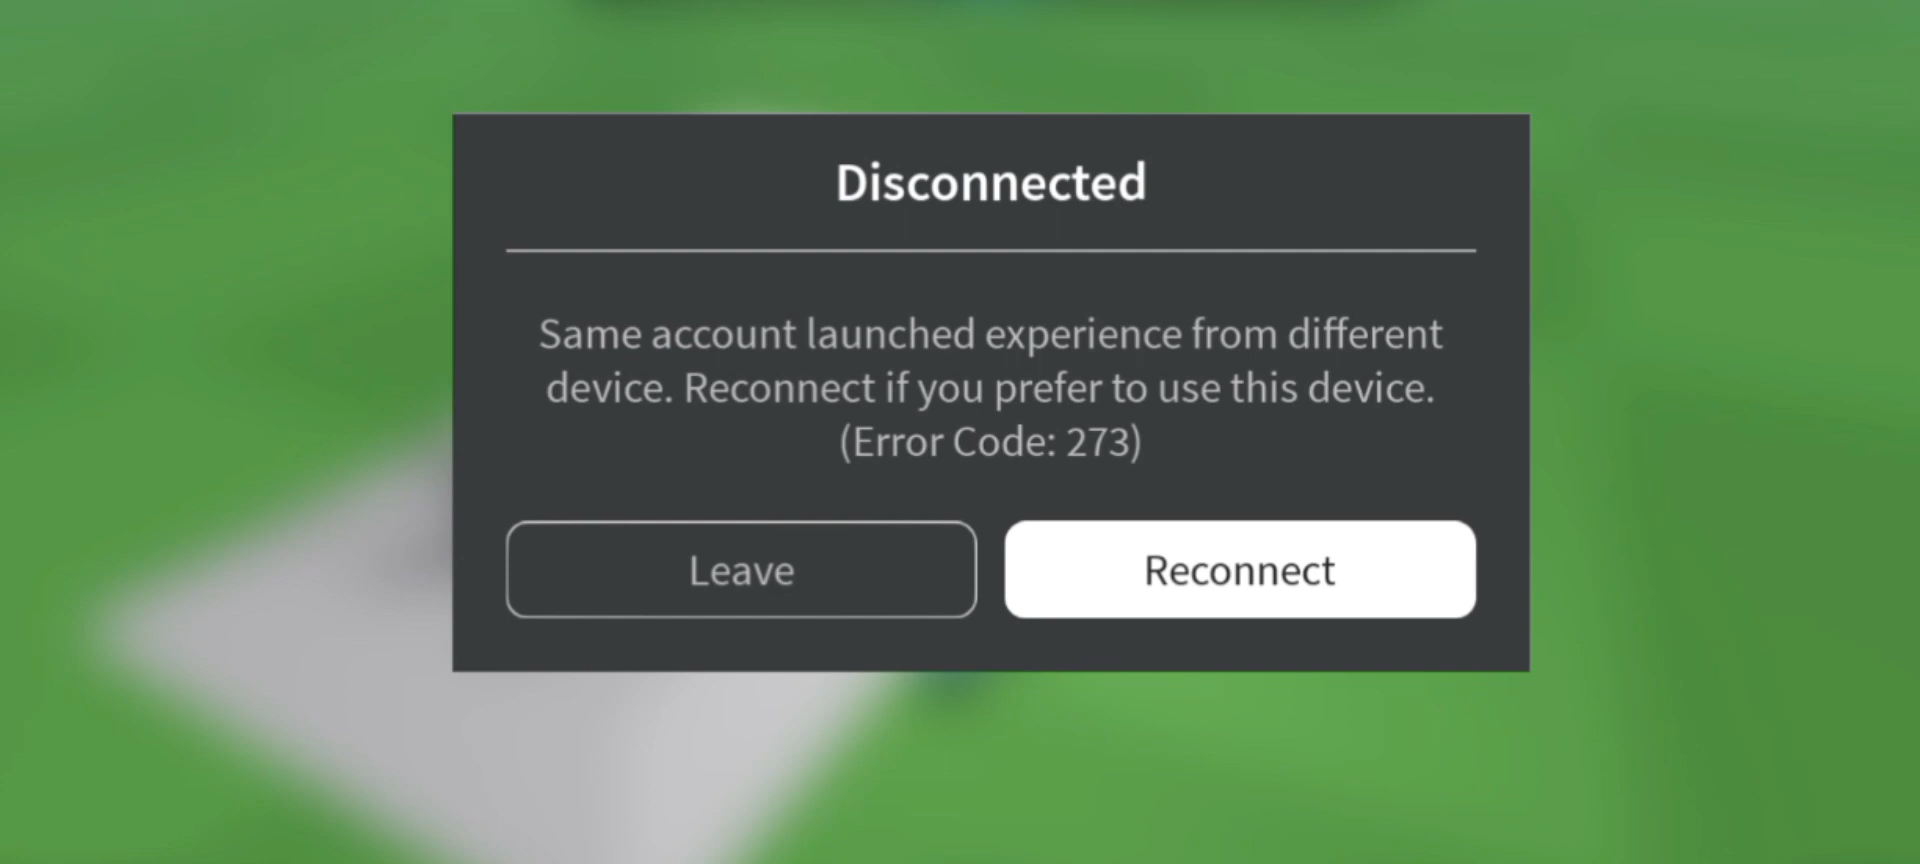 Disconnected
Same account launched experience from different
device. Reconnect if you prefer to use this device.
(Error Code: 273)
Leave
Reconnect